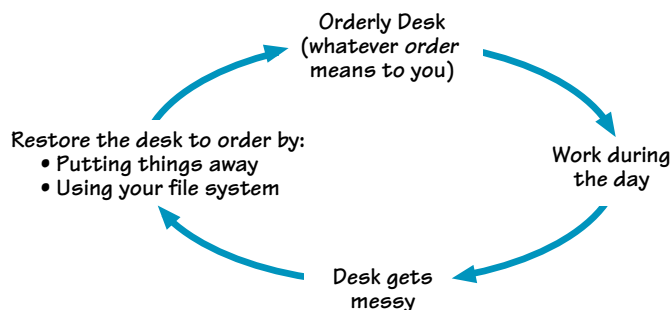 Orderly Desk
(whatever order
means to you)
Work during
the day
Desk gets
messy
Restore the desk to order by:
• Putting things away
• Using your file system